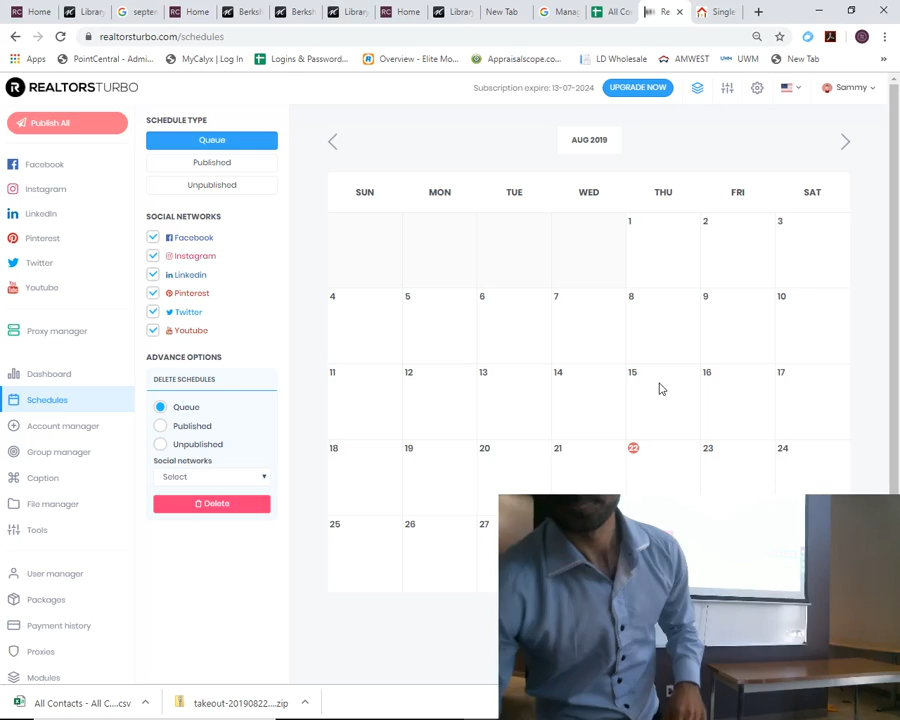 Home
Library
septem
Home
Berksh
Berksh
Library
Home
Library
New Tab
Mana
All Co
Re
Single
realtorsturbo.com/schedules
Apps
PointCentral - Admi...
MyCalyx | Log In
Logins & Password...
Overview - Elite Mo...
Appraisalscope.co...
LD Wholesale
AMWEST
UWM
UWM
New Tab
»
R REALTORSTURBO
Subscription expire: 13-07-2024
UPGRADE NOW
Sammy
Publish All
Facebook
Instagram
LinkedIn
Pinterest
Twitter
Youtube
Proxy manager
Dashboard
Schedules
Account manager
Group manager
Caption
File manager
Tools
User manager
Packages
Payment history
Proxies
Modules
SCHEDULE TYPE
Queue
Published
Unpublished
SOCIAL NETWORKS
Facebook
Instagram
Linkedin
Pinterest
Twitter
Youtube
ADVANCE OPTIONS
DELETE SCHEDULES
Queue
Published
Unpublished
Social networks
Select
Delete
AUG 2019
SUN MON TUE WED THU FRI SAT
1 2 3
4 5 6 7 8 9 10
11 12 13 14 15 16 17
18 19 20 21 22 23 24
25 26 27
All Contacts - All C....csv
takeout-20190822....zip